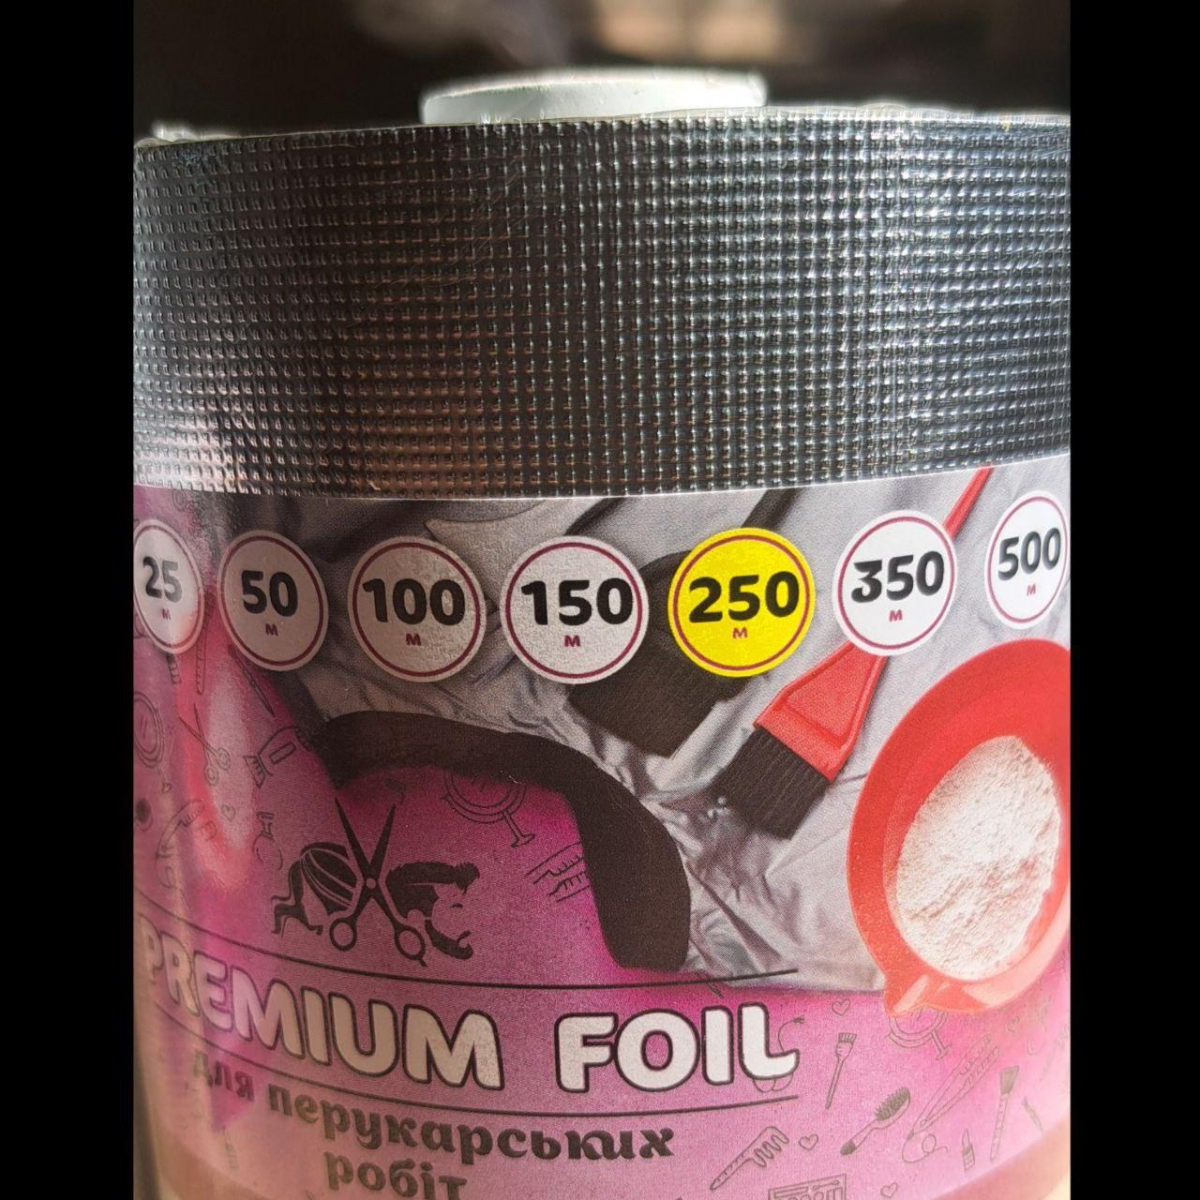 25 50 100 150 250 350 500
м м м м м м м
PREMIUM FOIL
для перукарських
робіт